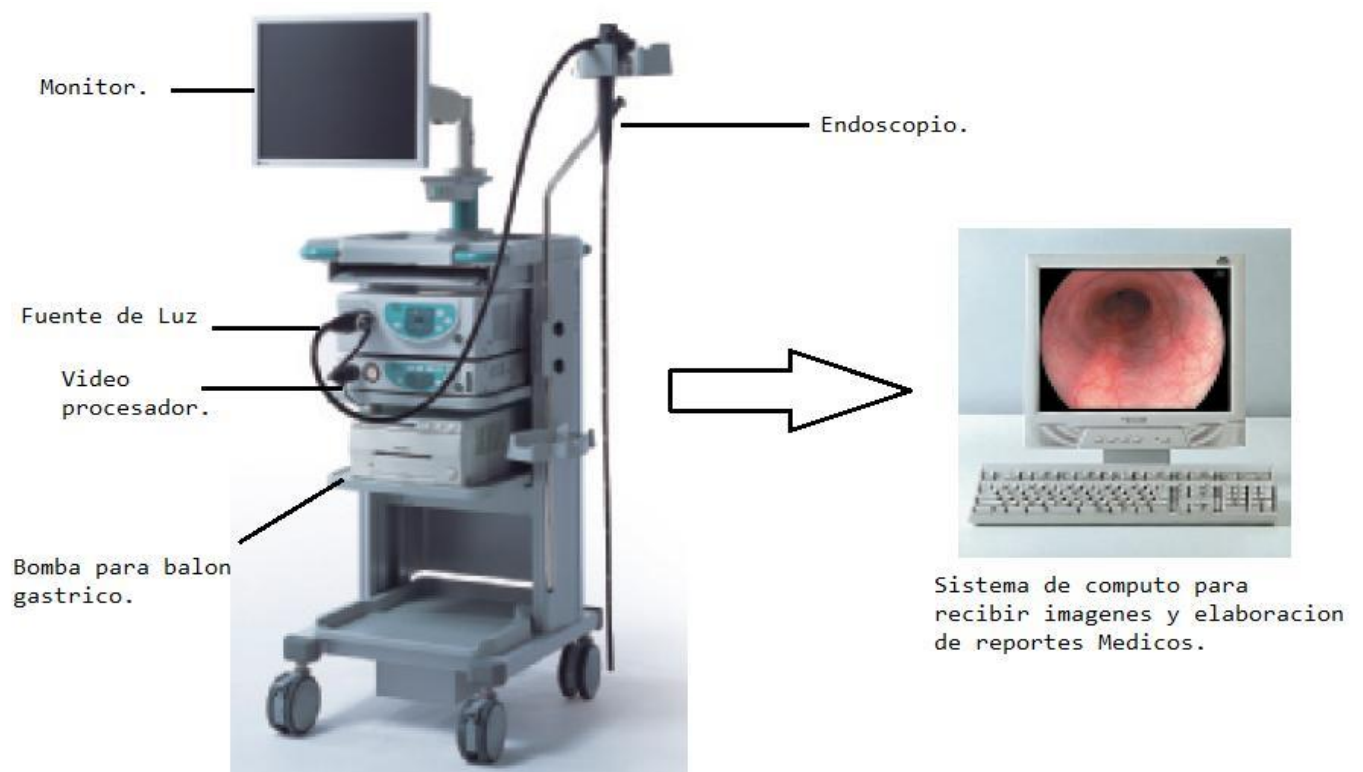 Monitor.
Endoscopio.
Fuente de Luz
Video
procesador.
Bomba para balon
gastrico.
Sistema de computo para
recibir imagenes y elaboracion
de reportes Medicos.